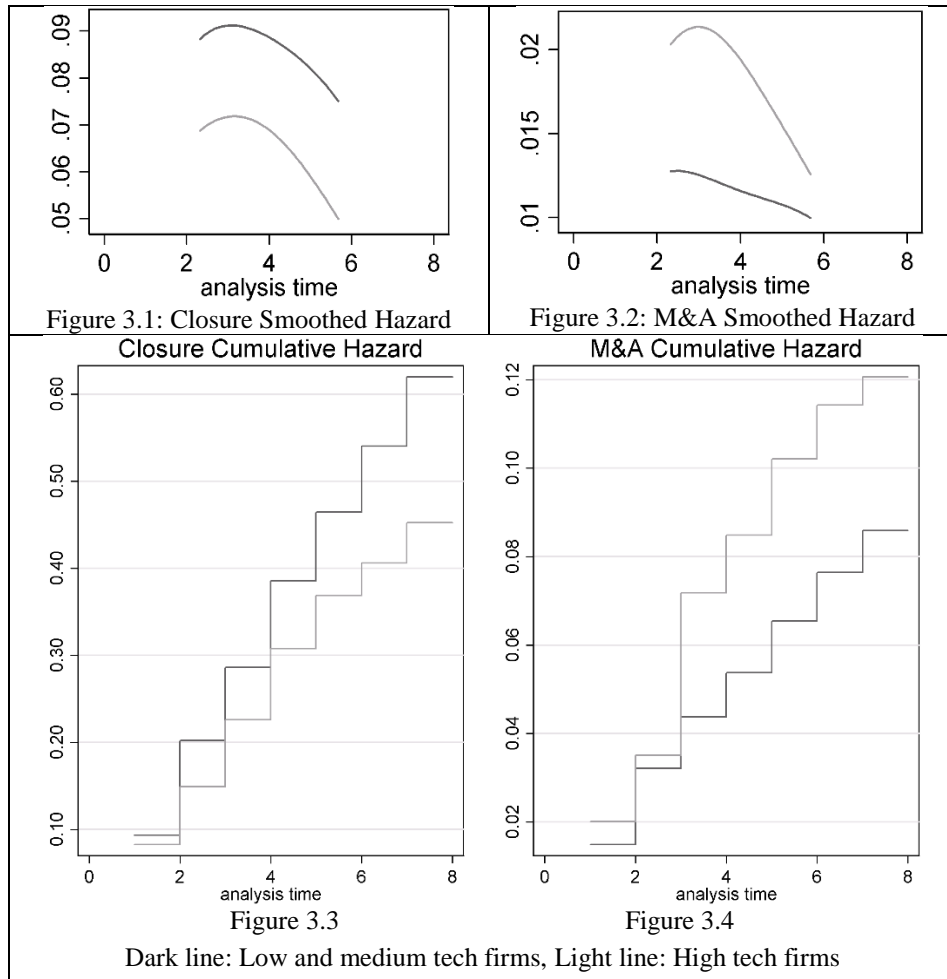 .09
.08
.07
.06
.05
0 2 4 6 8
analysis time
Figure 3.1: Closure Smoothed Hazard
.02
.015
.01
0 2 4 6 8
analysis time
Figure 3.2: M&A Smoothed Hazard
Closure Cumulative Hazard
0.60
0.50
0.40
0.30
0.20
0.10
0 2 4 6 8
analysis time
Figure 3.3
M&A Cumulative Hazard
0.12
0.10
0.08
0.06
0.04
0.02
0 2 4 6 8
analysis time
Figure 3.4
Dark line: Low and medium tech firms, Light line: High tech firms